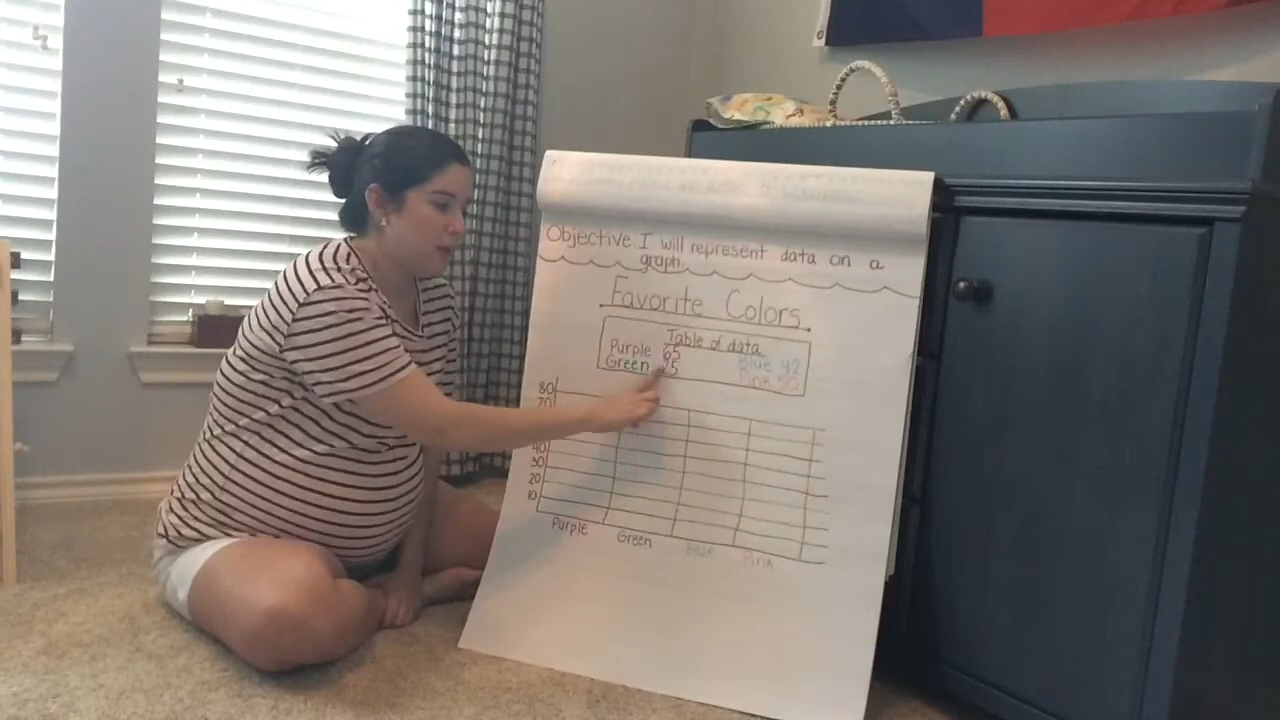 Objective I will represent data on a
graph.
Favorite Colors
Table of data
Purple 65 Blue 42
Green 25 Pink 50
80
70
40
30
20
10
Purple Green Blue Pink